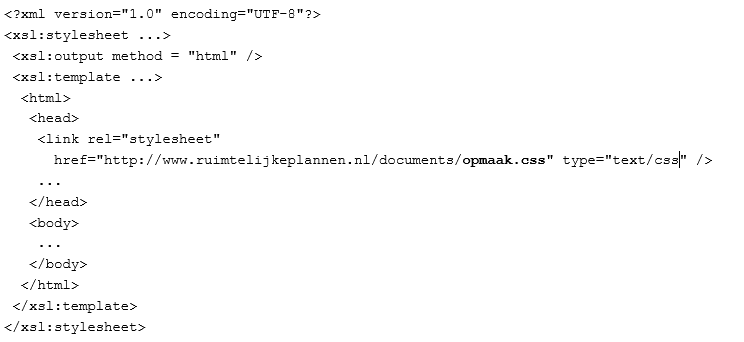 <?xml version="1.0" encoding="UTF-8"?>
<xsl:stylesheet ...>
<xsl:output method = "html" />
<xsl:template ...>
<html>
<head>
<link rel="stylesheet"
href="http://www.ruimtelijkeplannen.nl/documents/opmaak.css" type="text/css" />
...
</head>
<body>
...
</body>
</html>
</xsl:template>
</xsl:stylesheet>